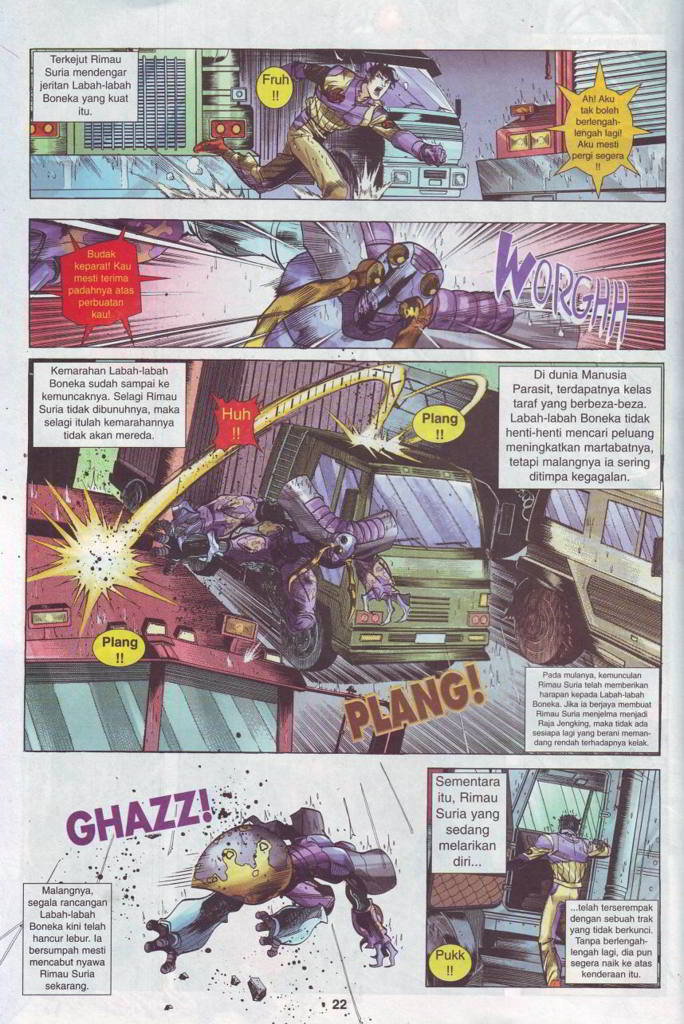 Terkejut Rimau
Suria mendengar
jeritan Labah-labah
Boneka yang kuat
itu.
Fruh
!!
Ah! Aku
tak boleh
berlengah-
lengah lagi!
Aku mesti
pergi segera
!!
Budak
keparat! Kau
mesti terima
padahnya atas
perbuatan
kau!
WORGHH
Kemarahan Labah-labah
Boneka sudah sampai ke
kemuncaknya. Selagi Rimau
Suria tidak dibunuhnya, maka
selagi itulah kemarahannya
tidak akan mereda.
Huh
!!
Plang
!!
Di dunia Manusia
Parasit, terdapatnya kelas
taraf yang berbeza-beza.
Labah-labah Boneka tidak
henti-henti mencari peluang
meningkatkan martabatnya,
tetapi malangnya ia sering
ditimpa kegagalan.
Plang
!!
PLANG!
Pada mulanya, kemunculan
Rimau Suria telah memberikan
harapan kepada Labah-labah
Boneka. Jika ia berjaya membuat
Rimau Suria menjelma menjadi
Raja Jengking, maka tidak ada
sesiapa lagi yang berani meman-
dang rendah terhadapnya kelak.
GHAZZ!
Malangnya,
segala rancangan
Labah-labah
Boneka kini telah
hancur lebur. Ia
bersumpah mesti
mencabut nyawa
Rimau Suria
sekarang.
Sementara
itu, Rimau
Suria yang
sedang
melarikan
diri...
Pukk
!!
...telah terserempak
dengan sebuah trak
yang tidak berkunci.
Tanpa berlengah-
lengah lagi, dia pun
segera naik ke atas
kenderaan itu.
22